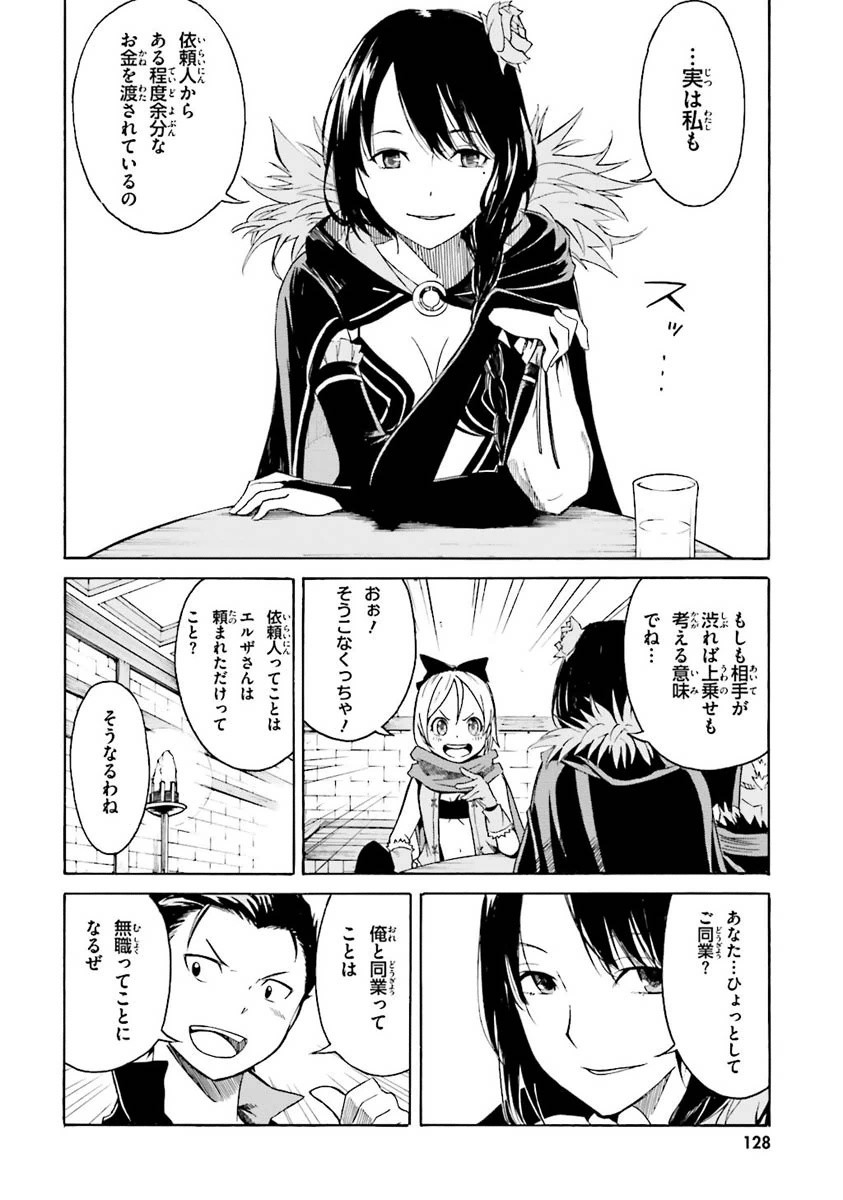 …実は私も
依頼人から
ある程度余分な
お金を渡されているの
スッ…
もしも相手が
渋れば上乗せも
考える意味
でね…
おぉ!
そうこなくっちゃ!
依頼人ってことは
エルザさんは
頼まれただけって
こと?
そうなるわね
あなた…ひょっとして
ご同業?
俺と同業って
ことは
無職ってことに
なるぜ
128